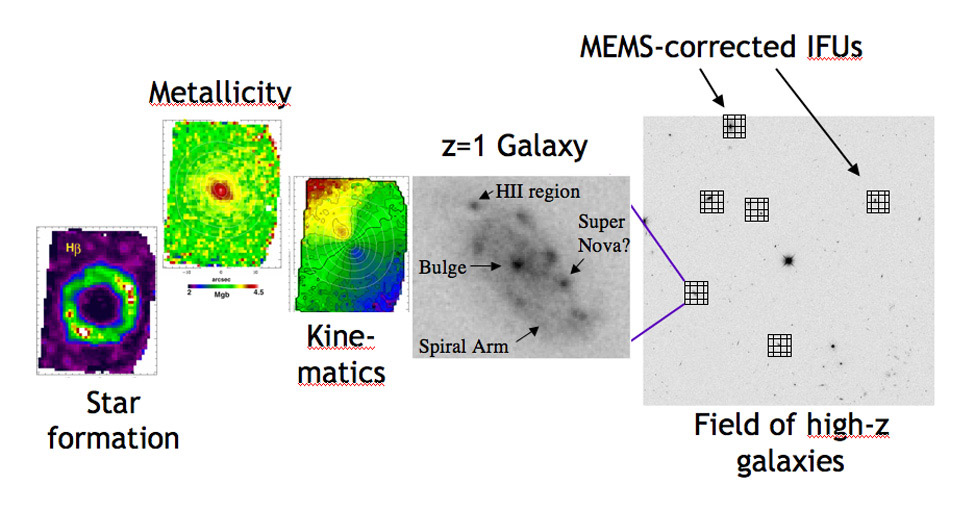 MEMS-corrected IFUs
Metallicity
z=1 Galaxy
HII region
Super
Nova?
Bulge
Spiral Arm
Hβ
arcsec
2 Mgb 4.5
Kine-
matics
Star
formation
Field of high-z
galaxies